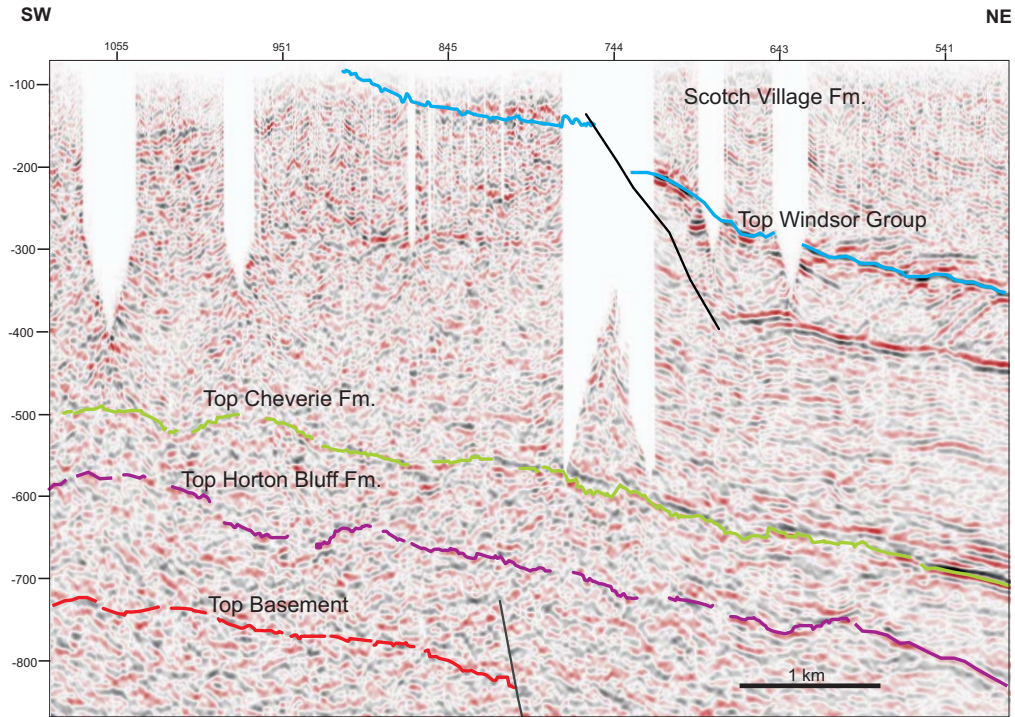 SW NE
1055 951 845 744 643 541
-100
Scotch Village Fm.
-200
Top Windsor Group
-300
-400
Top Cheverie Fm.
-500
Top Horton Bluff Fm.
-600
-700
Top Basement
-800
1 km